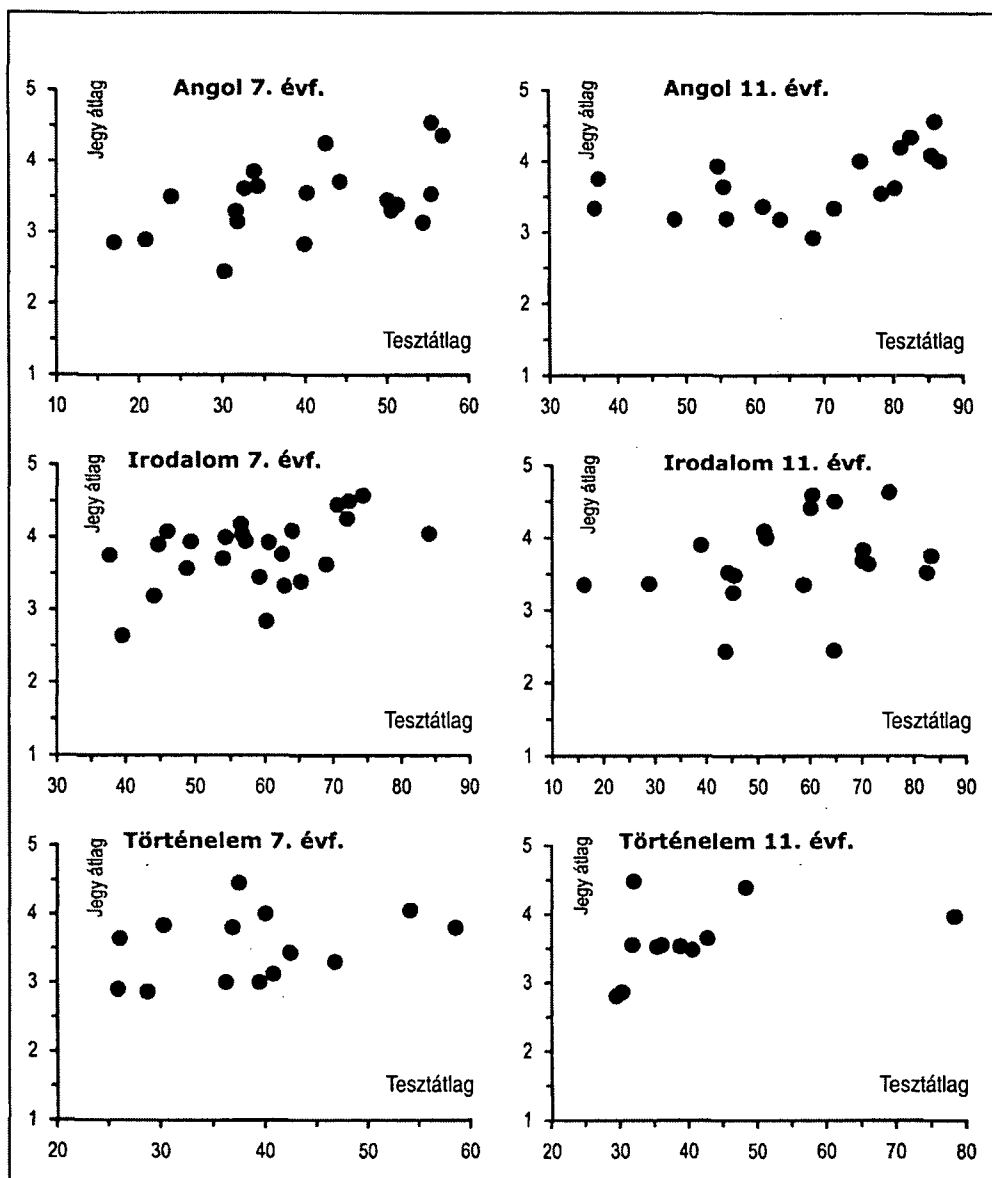 Angol 7. évf.
Jegy átlag
5
4
3
2
1
Tesztátlag
10 20 30 40 50 60
Angol 11. évf.
Jegy átlag
5
4
3
2
1
Tesztátlag
30 40 50 60 70 80 90
Irodalom 7. évf.
Jegy átlag
5
4
3
2
1
Tesztátlag
30 40 50 60 70 80 90
Irodalom 11. évf.
Jegy átlag
5
4
3
2
1
Tesztátlag
10 20 30 40 50 60 70 80 90
Történelem 7. évf.
Jegy átlag
5
4
3
2
1
Tesztátlag
20 30 40 50 60
Történelem 11. évf.
Jegy átlag
5
4
3
2
1
Tesztátlag
20 30 40 50 60 70 80